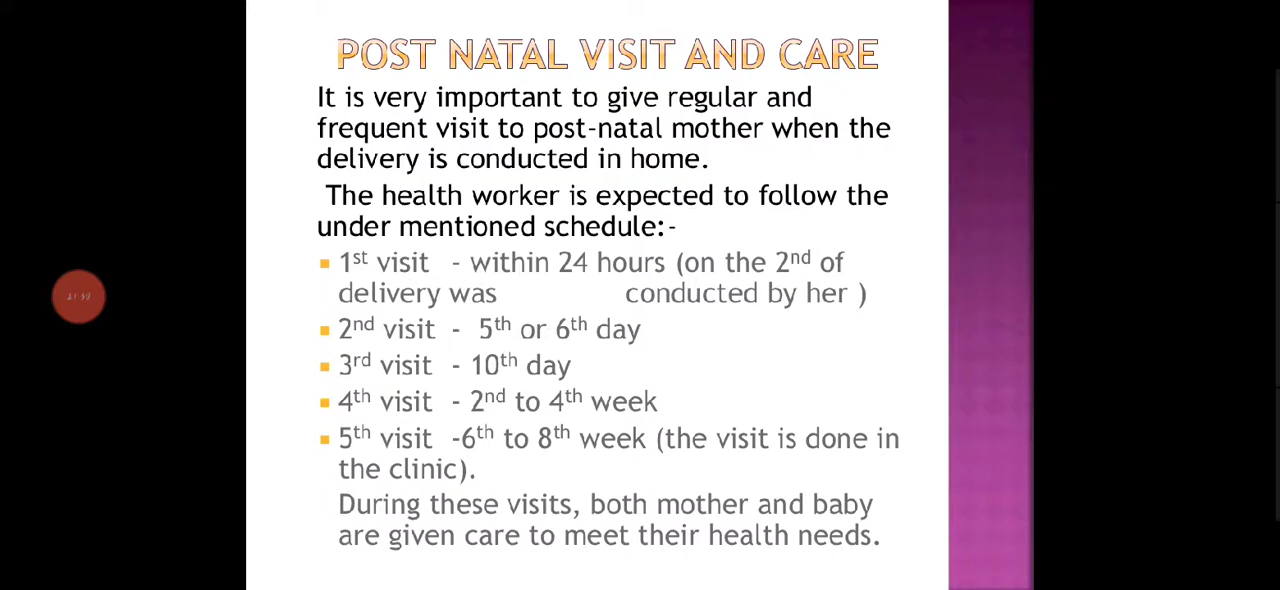 POST NATAL VISIT AND CARE
It is very important to give regular and
frequent visit to post-natal mother when the
delivery is conducted in home.
The health worker is expected to follow the
under mentioned schedule:-
1st visit - within 24 hours (on the 2nd of
delivery was conducted by her )
2nd visit - 5th or 6th day
3rd visit - 10th day
4th visit - 2nd to 4th week
5th visit -6th to 8th week (the visit is done in
the clinic).
During these visits, both mother and baby
are given care to meet their health needs.